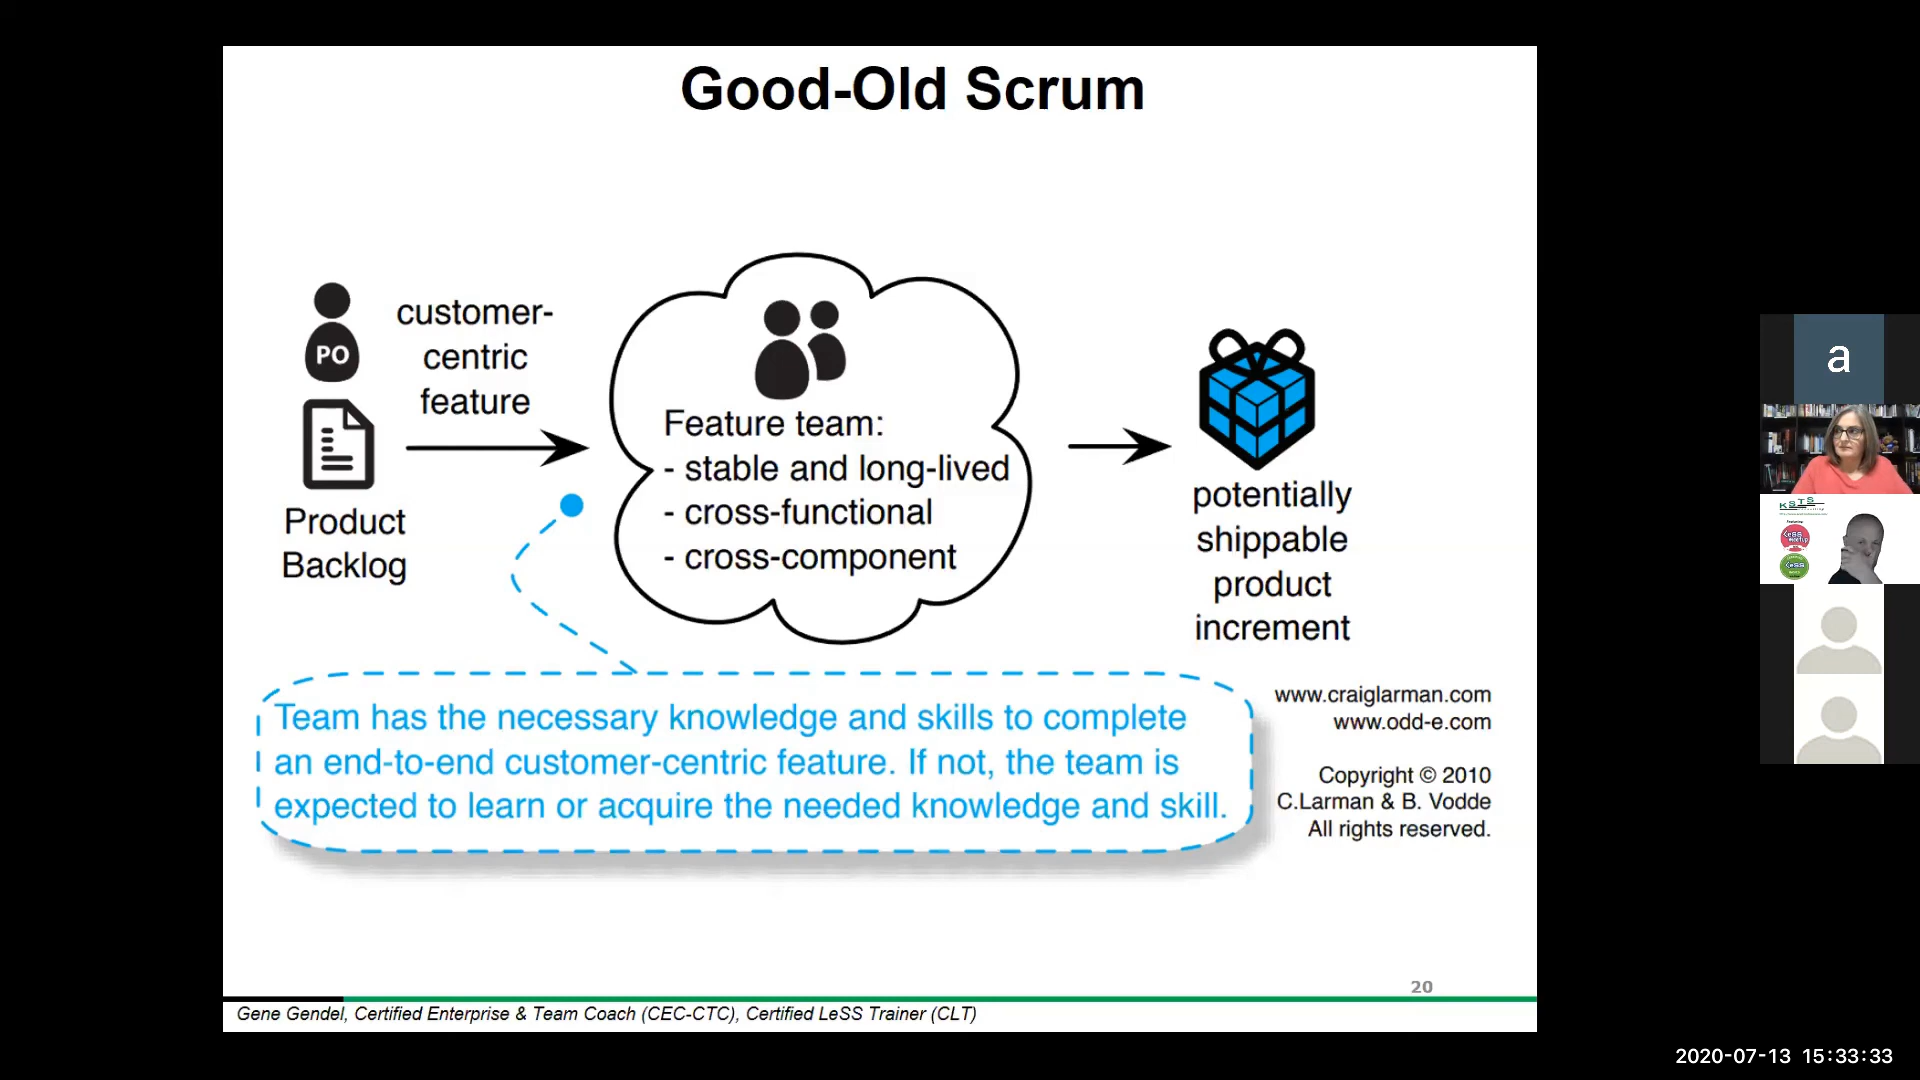 Good-Old Scrum
PO
customer-
centric
feature
Product
Backlog
Feature team:
- stable and long-lived
- cross-functional
- cross-component
potentially
shippable
product
increment
Team has the necessary knowledge and skills to complete
an end-to-end customer-centric feature. If not, the team is
expected to learn or acquire the needed knowledge and skill.
www.craiglarman.com
www.odd-e.com
Copyright © 2010
C.Larman & B. Vodde
All rights reserved.
20
Gene Gendel, Certified Enterprise & Team Coach (CEC-CTC), Certified LeSS Trainer (CLT)
a
KSTS
LeSS
LeSS
2020-07-13 15:33:33